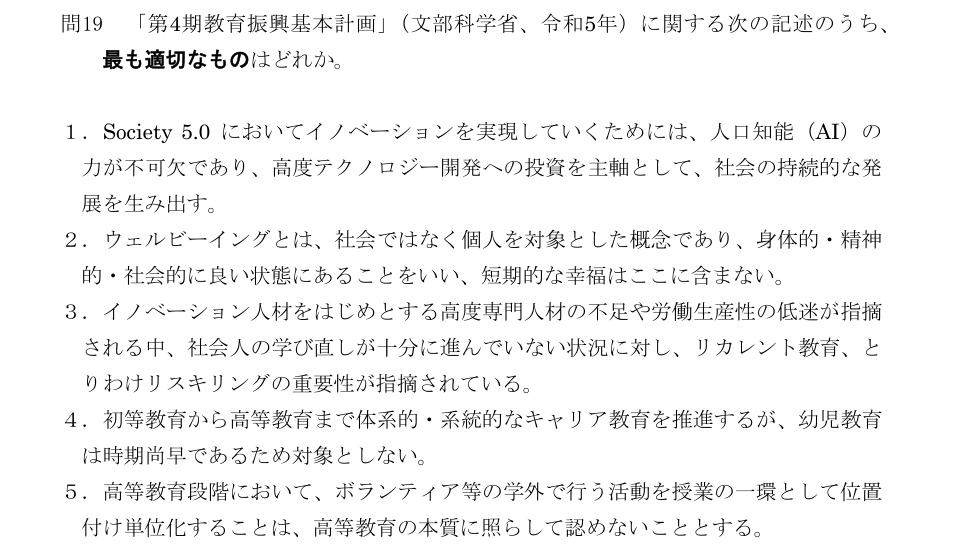 問19　「第4期教育振興基本計画」（文部科学省、令和5年）に関する次の記述のうち、
最も適切なものはどれか。
１．Society 5.0 においてイノベーションを実現していくためには、人口知能（AI）の
力が不可欠であり、高度テクノロジー開発への投資を主軸として、社会の持続的な発
展を生み出す。
２．ウェルビーイングとは、社会ではなく個人を対象とした概念であり、身体的・精神
的・社会的に良い状態にあることをいい、短期的な幸福はここに含まない。
３．イノベーション人材をはじめとする高度専門人材の不足や労働生産性の低迷が指摘
される中、社会人の学び直しが十分に進んでいない状況に対し、リカレント教育、と
りわけリスキリングの重要性が指摘されている。
４．初等教育から高等教育まで体系的・系統的なキャリア教育を推進するが、幼児教育
は時期尚早であるため対象としない。
５．高等教育段階において、ボランティア等の学外で行う活動を授業の一環として位置
付け単位化することは、高等教育の本質に照らして認めないこととする。